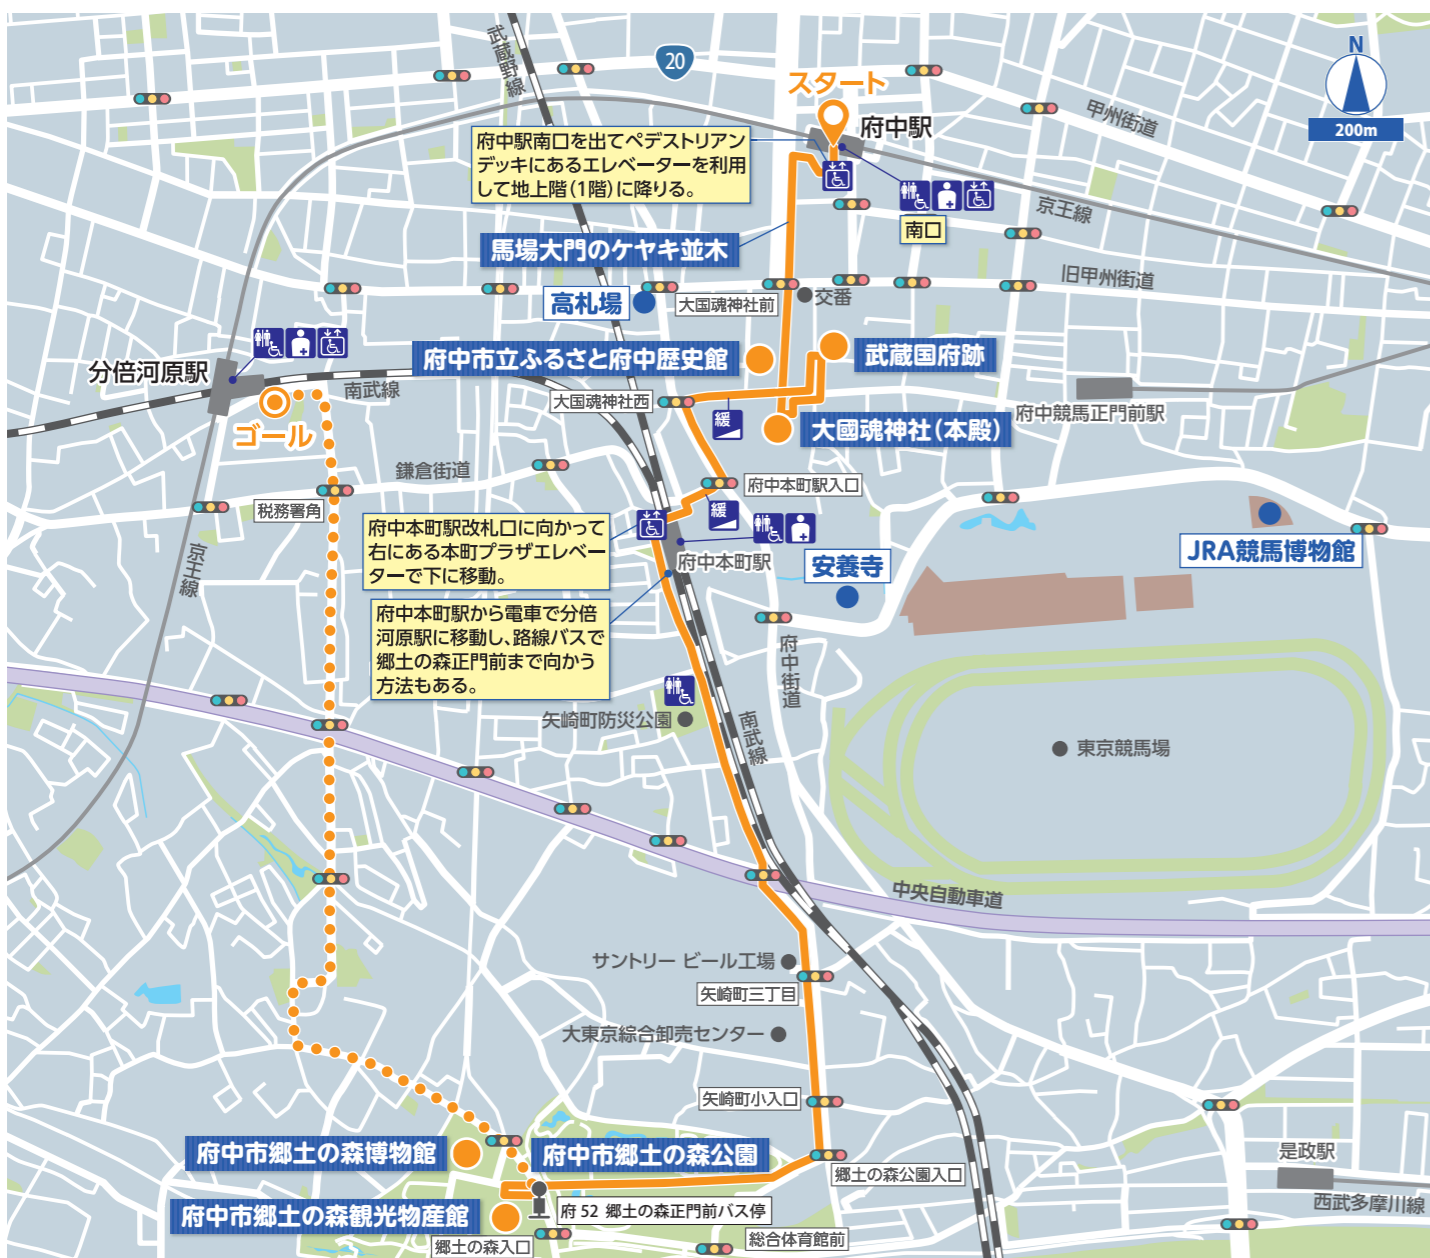 武蔵野線
20
スタート
N
200m
甲州街道
府中駅
府中駅南口を出てペデストリアン
デッキにあるエレベーターを利用
して地上階(1階)に降りる。
南口
京王線
馬場大門のケヤキ並木
旧甲州街道
高札場
大国魂神社前
交番
府中市立ふるさと府中歴史館
武蔵国府跡
分倍河原駅
南武線
大国魂神社西
緩
府中競馬正門前駅
大國魂神社(本殿)
ゴール
鎌倉街道
税務署角
府中本町駅入口
緩
府中本町駅改札口に向かって
右にある本町プラザエレベー
ターで下に移動。
府中本町駅
安養寺
JRA競馬博物館
京王線
府中本町駅から電車で分倍
河原駅に移動し、路線バスで
郷土の森正門前まで向かう
方法もある。
府中街道
矢崎町防災公園
南武線
東京競馬場
中央自動車道
サントリー ビール工場
矢崎町三丁目
大東京綜合卸売センター
矢崎町小入口
府中市郷土の森博物館
府中市郷土の森公園
郷土の森公園入口
是政駅
西武多摩川線
府中市郷土の森観光物産館
府52 郷土の森正門前バス停
郷土の森入口
総合体育館前